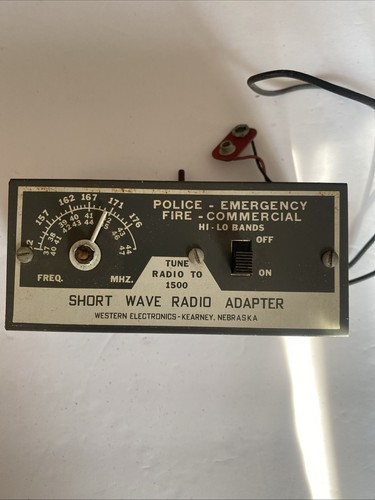 157 162 167 171 176
POLICE - EMERGENCY
FIRE - COMMERCIAL
HI - LO BANDS
OFF
ON
TUNE
RADIO TO
1500
FREQ. MHZ.
SHORT WAVE RADIO ADAPTER
WESTERN ELECTRONICS - KEARNEY, NEBRASKA